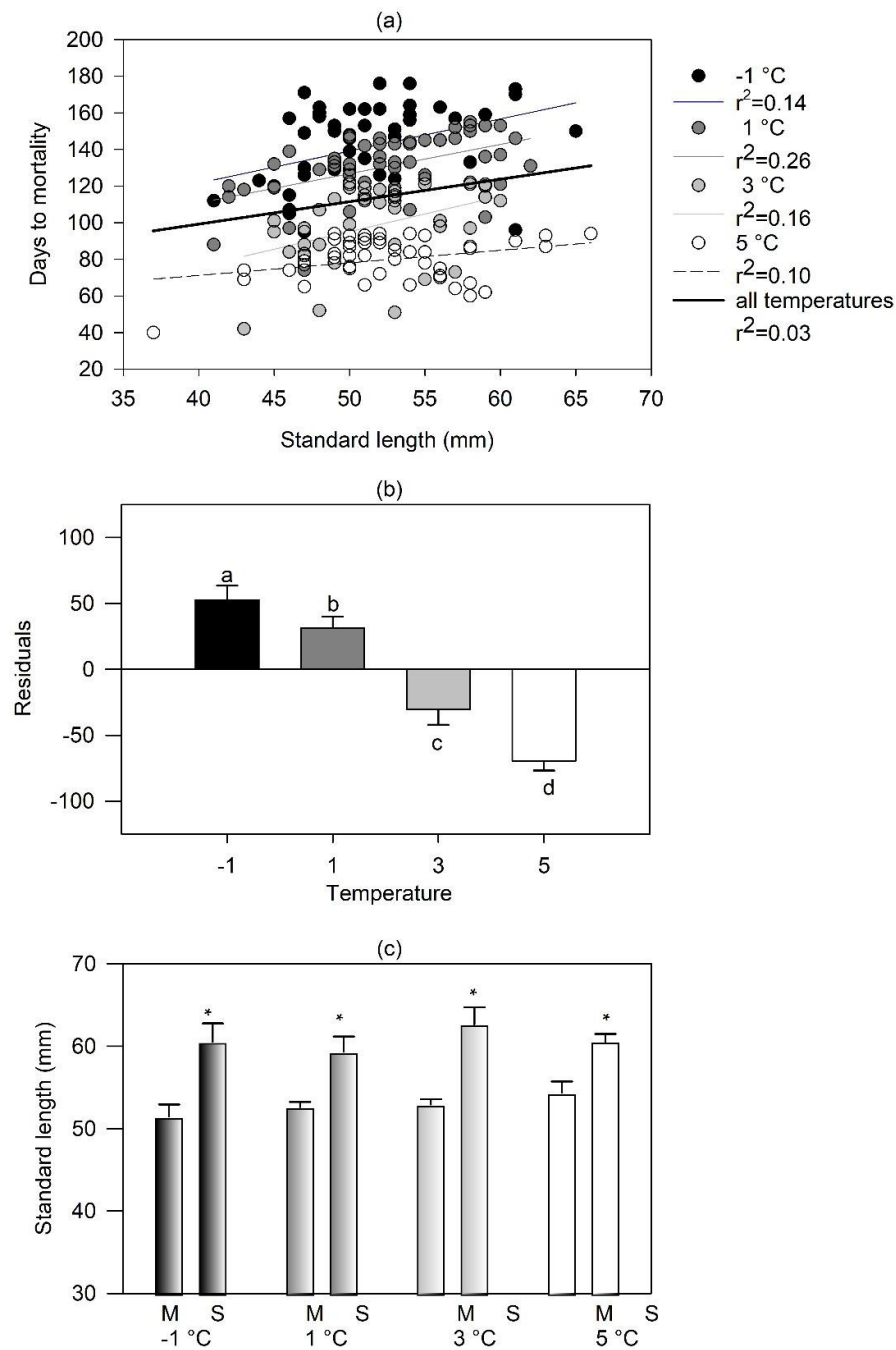 (a)
200
180
160
140
120
100
80
60
40
20
Days to mortality
35 40 45 50 55 60 65 70
Standard length (mm)
-1 °C
r²=0.14
1 °C
r²=0.26
3 °C
r²=0.16
5 °C
r²=0.10
all temperatures
r²=0.03
(b)
100
50
0
-50
-100
Residuals
a
b
c
d
-1 1 3 5
Temperature
(c)
70
60
50
40
30
Standard length (mm)
* * * *
M S M S M S M S
-1 °C 1 °C 3 °C 5 °C